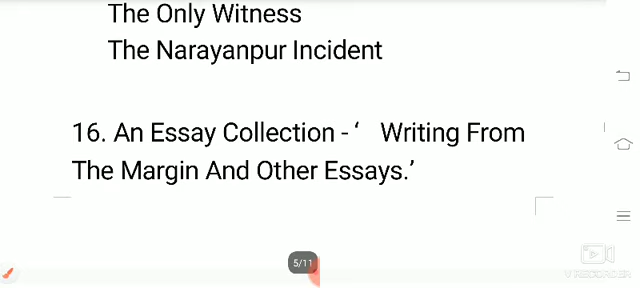 The Only Witness
The Narayanpur Incident
16. An Essay Collection - ‘ Writing From
The Margin And Other Essays.’
5/11
V RECORDER